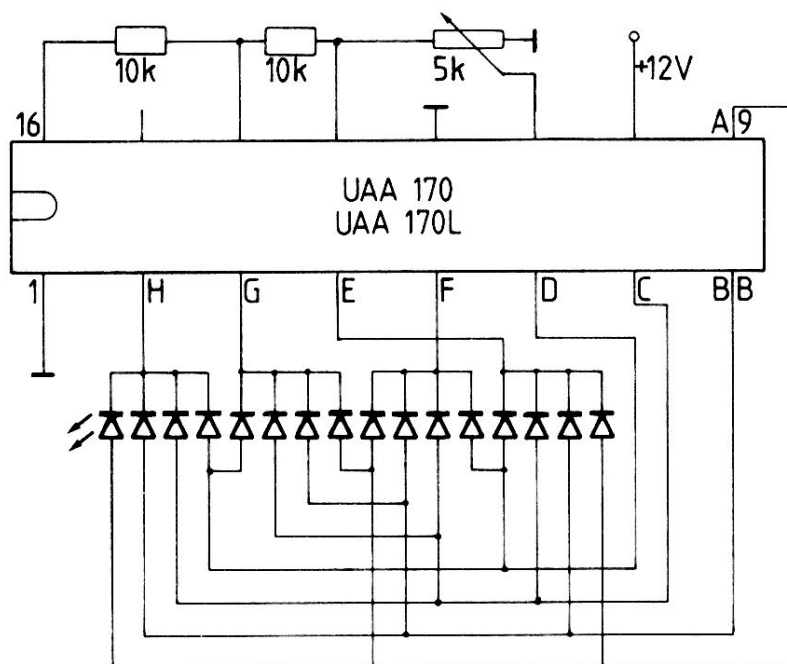 10k 10k 5k +12V
16 A 9
UAA 170
UAA 170L
1 H G E F D C B B